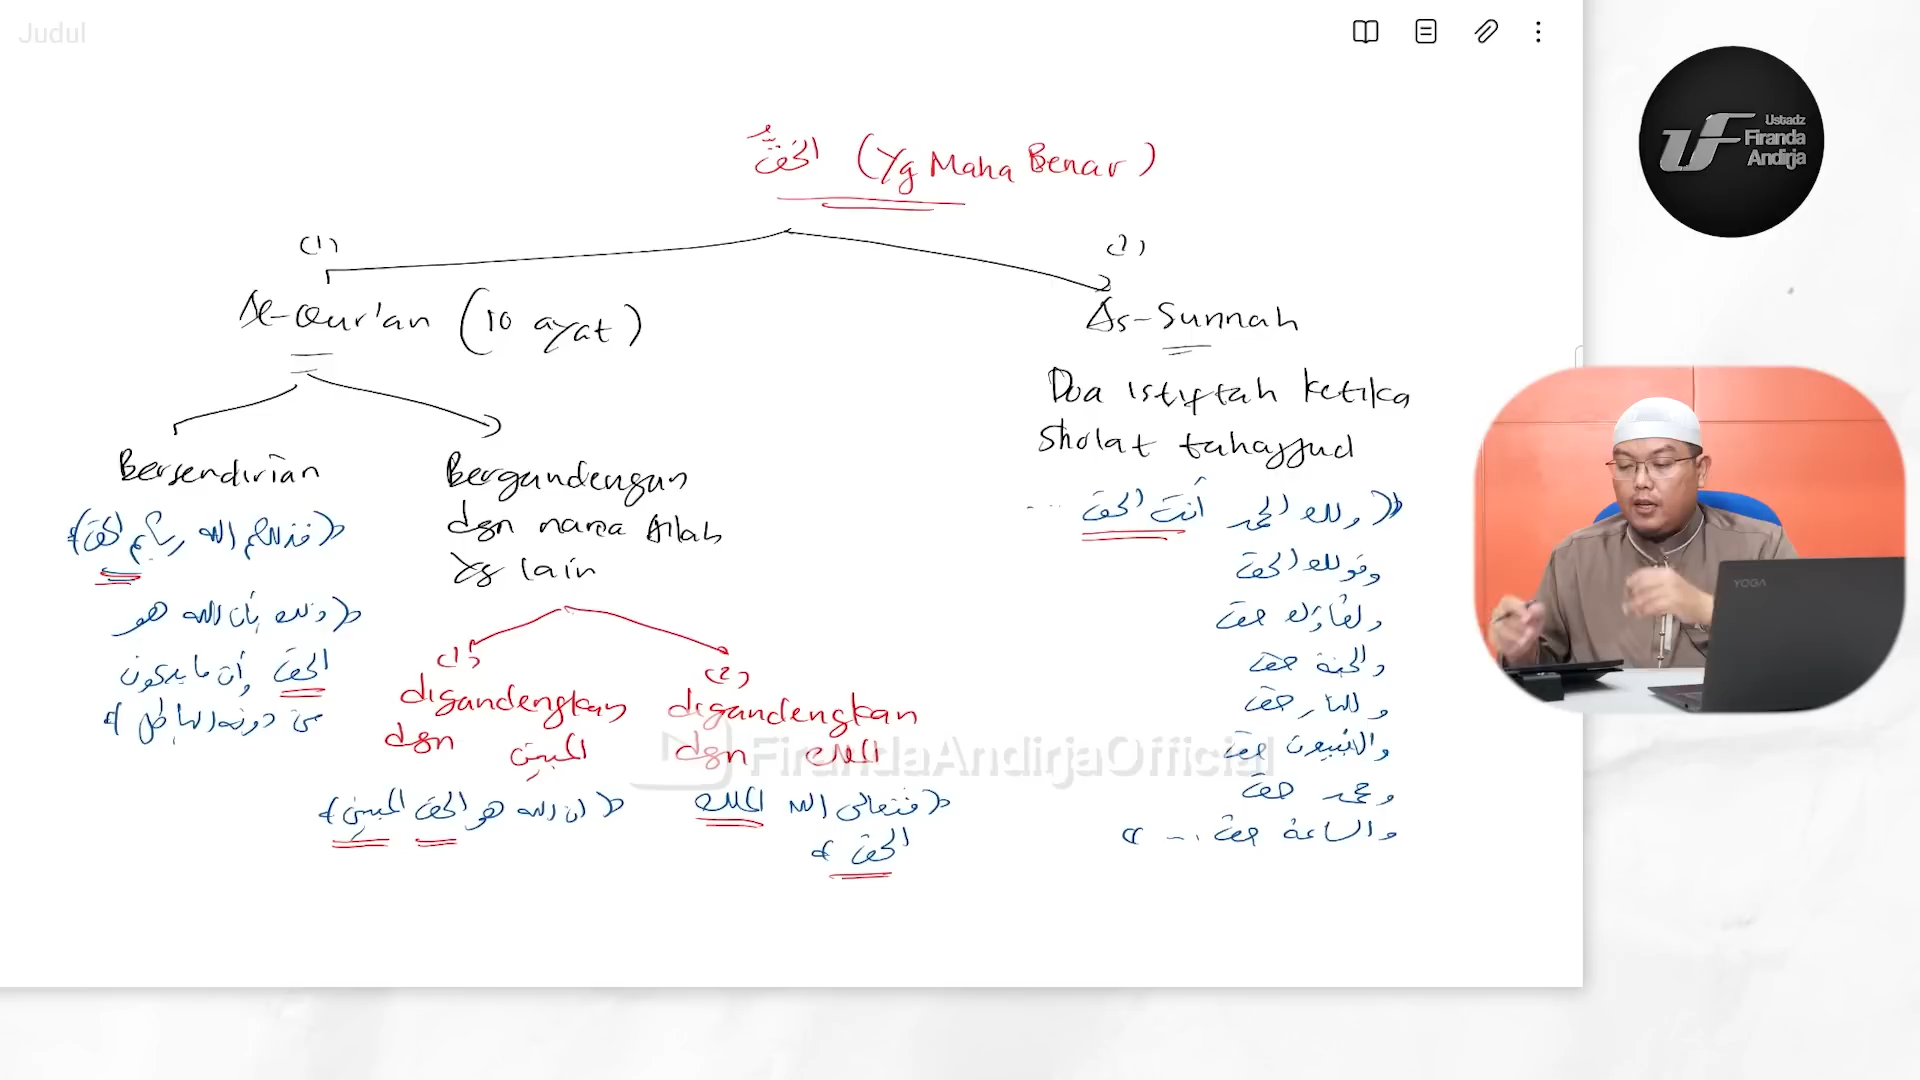 Judul
Ustadz
Firanda
Andirja
الحقُّ (Yg Maha Benar)
(1)
Al-Qur'an (10 ayat)
Bersendirian
﴿فذلكم الله ربكم الحق﴾
﴿ذلك بأن الله هو
الحق وأن ما يدعون
من دونه الباطل﴾
Bergandengan
dgn nama Allah
yg lain
(1)
digandengkan
dgn المبين
﴿ان الله هو الحق المبين﴾
(2)
digandengkan
dgn الملك
﴿فتعالى الله الملك
الحق﴾
(2)
As-Sunnah
Doa istiftah ketika
sholat tahajjud
((ولك الحمد أنت الحق ...
وقولك الحق
ولقاؤك حق
والجنة حق
والنار حق
والنبيون حق
ومحمد حق
والساعة حق ...))
FirandaAndirjaOfficial
YOGA